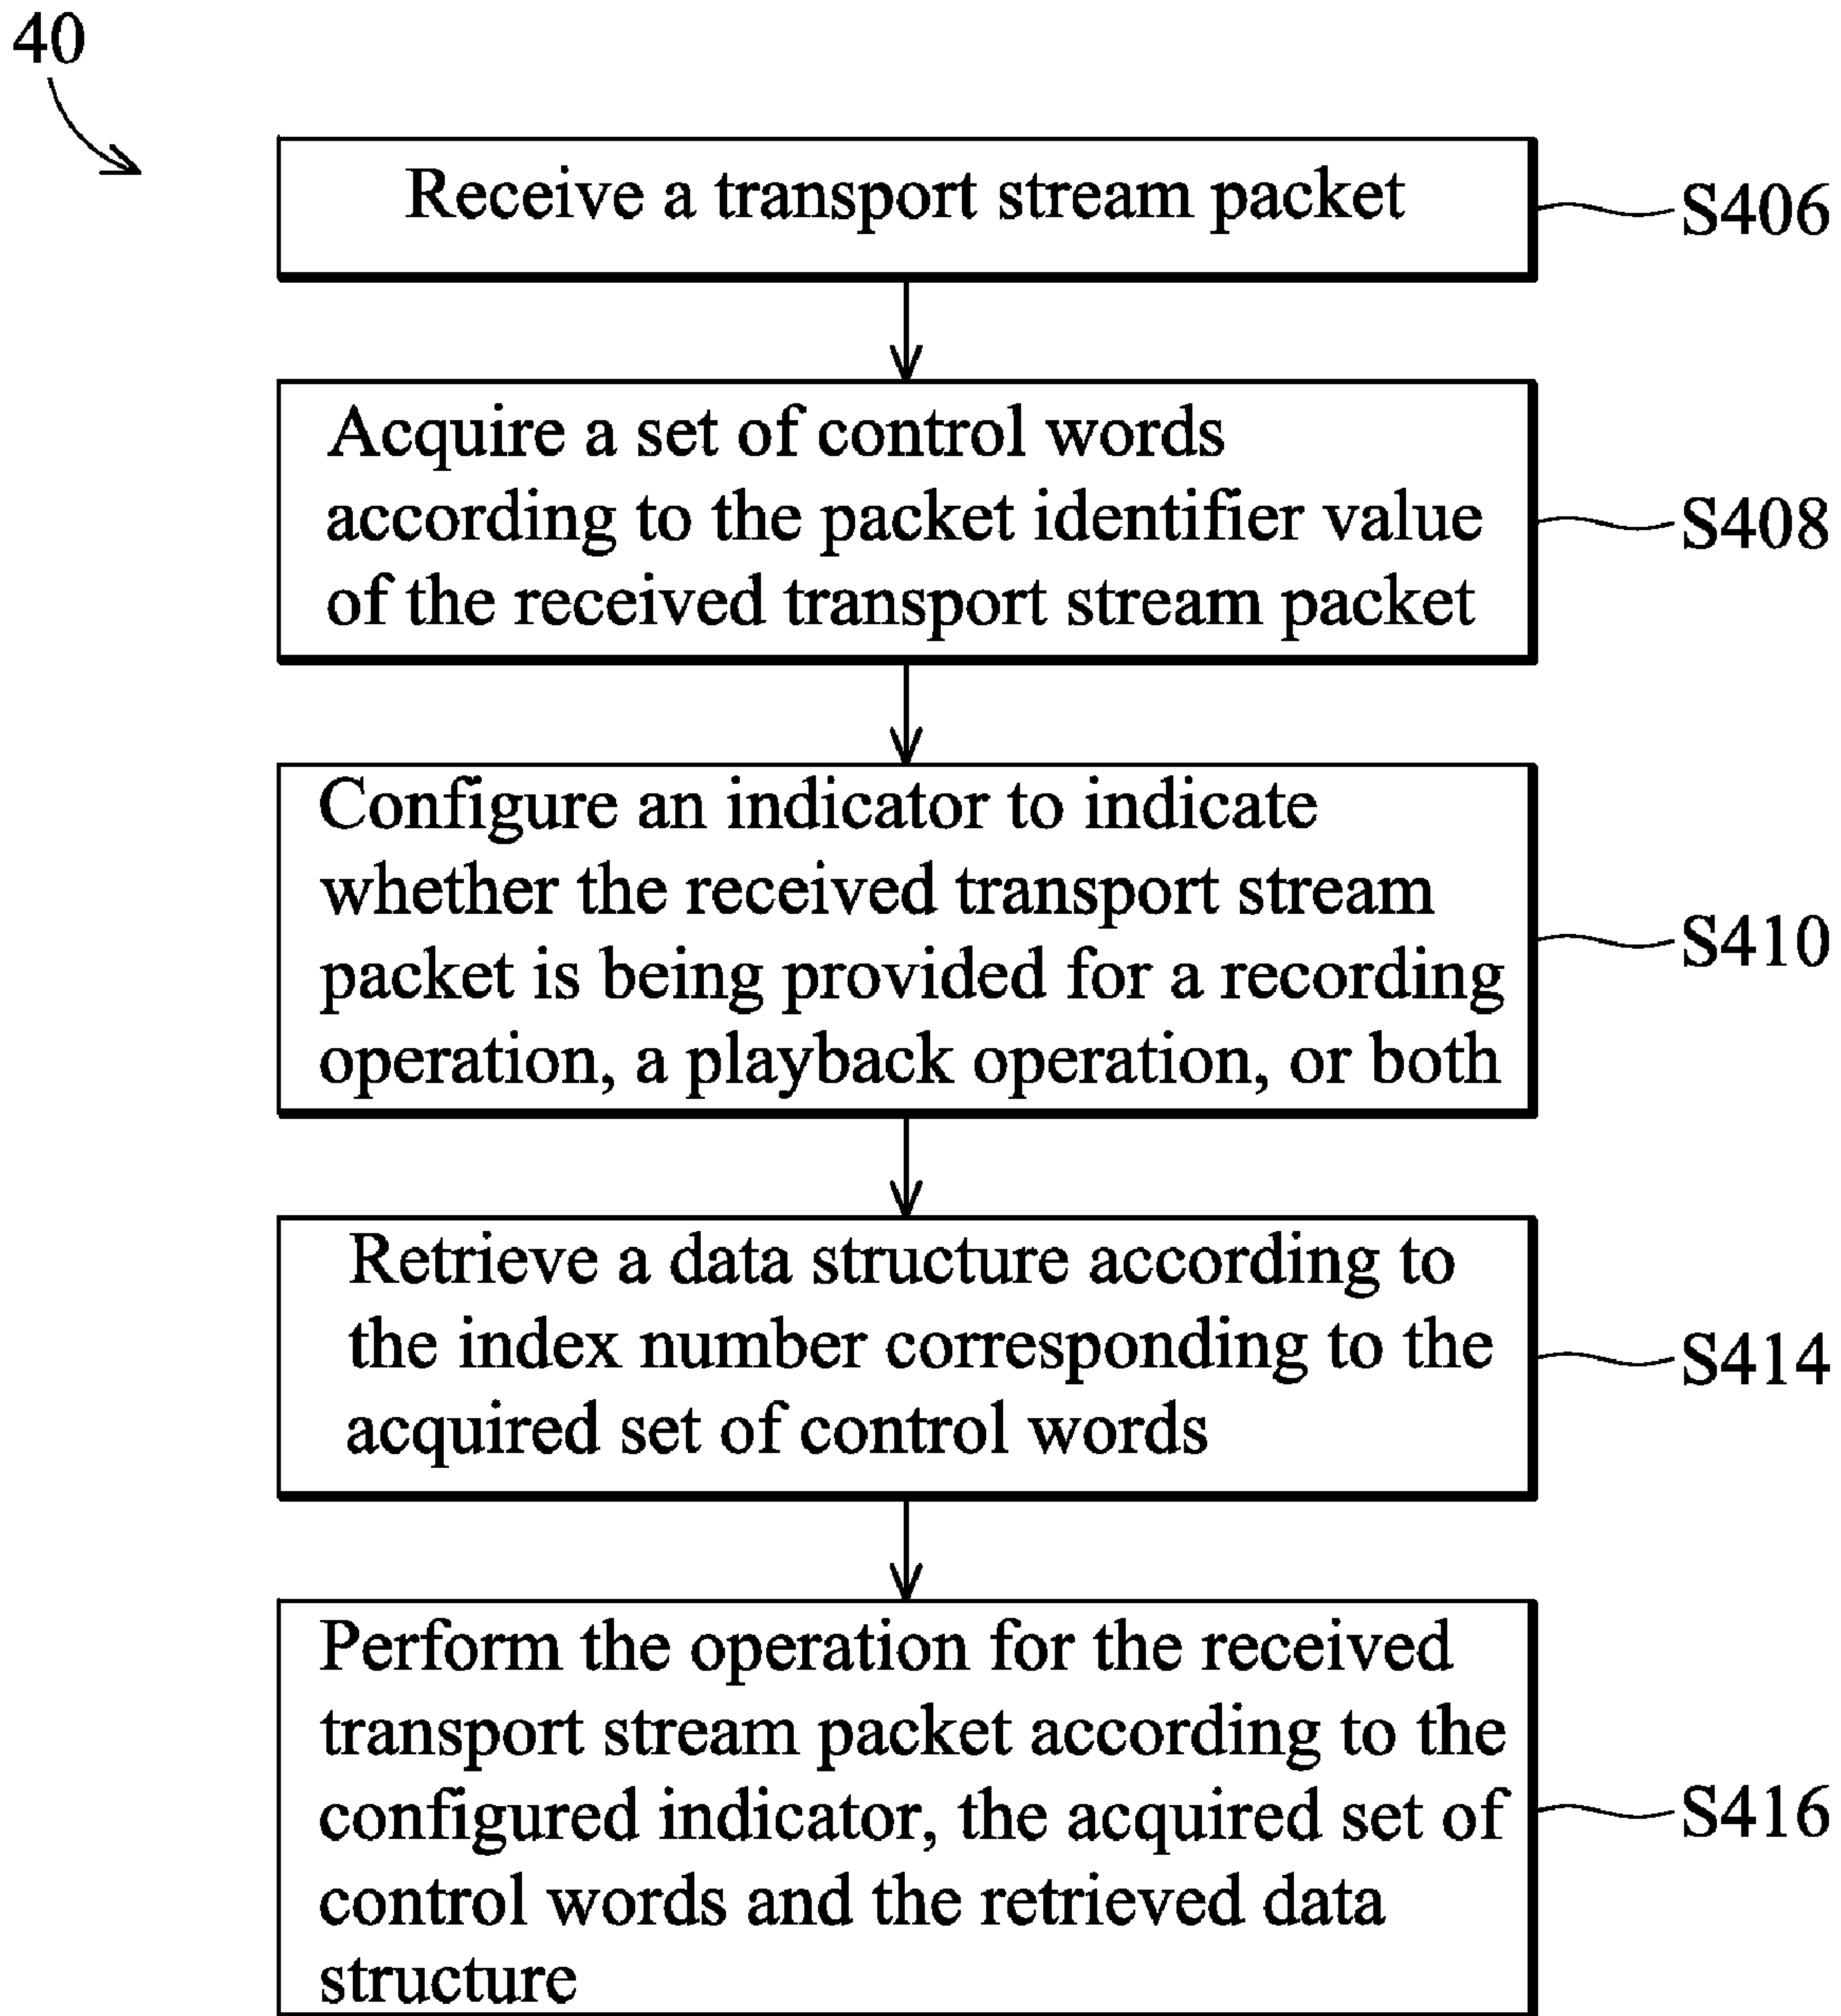 40
Receive a transport stream packet
S406
Acquire a set of control words
according to the packet identifier value
of the received transport stream packet
S408
Configure an indicator to indicate
whether the received transport stream
packet is being provided for a recording
operation, a playback operation, or both
S410
Retrieve a data structure according to
the index number corresponding to the
acquired set of control words
S414
Perform the operation for the received
transport stream packet according to the
configured indicator, the acquired set of
control words and the retrieved data
structure
S416